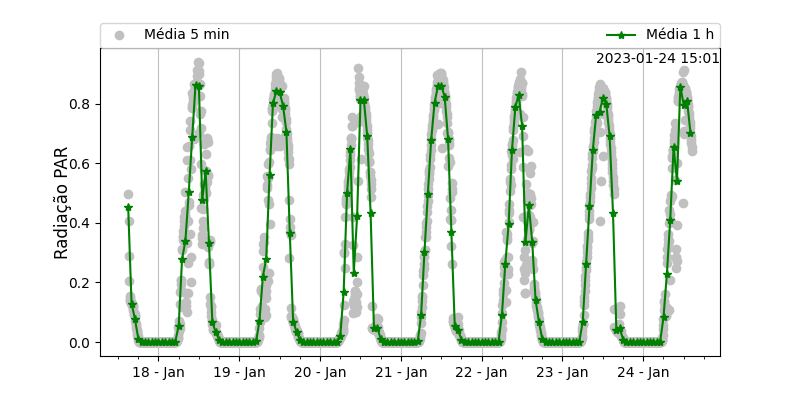 Média 5 min
Média 1 h
2023-01-24 15:01
Radiação PAR
0.8
0.6
0.4
0.2
0.0
18 - Jan
19 - Jan
20 - Jan
21 - Jan
22 - Jan
23 - Jan
24 - Jan